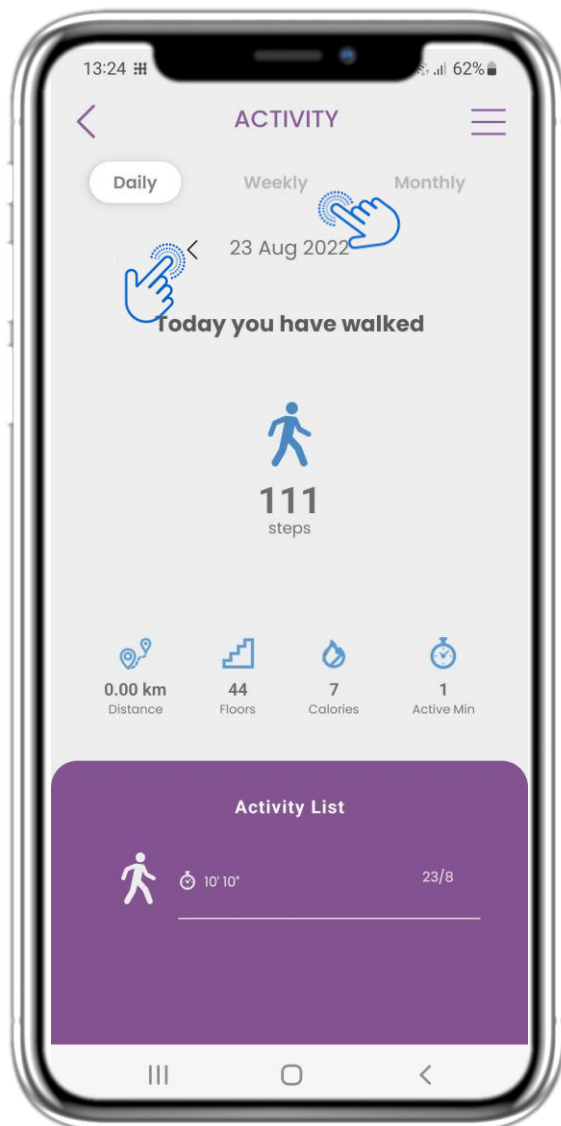 13:24
62%
ACTIVITY
Daily Weekly Monthly
23 Aug 2022
Today you have walked
111
steps
0.00 km 44 7 1
Distance Floors Calories Active Min
Activity List
10' 10" 23/8